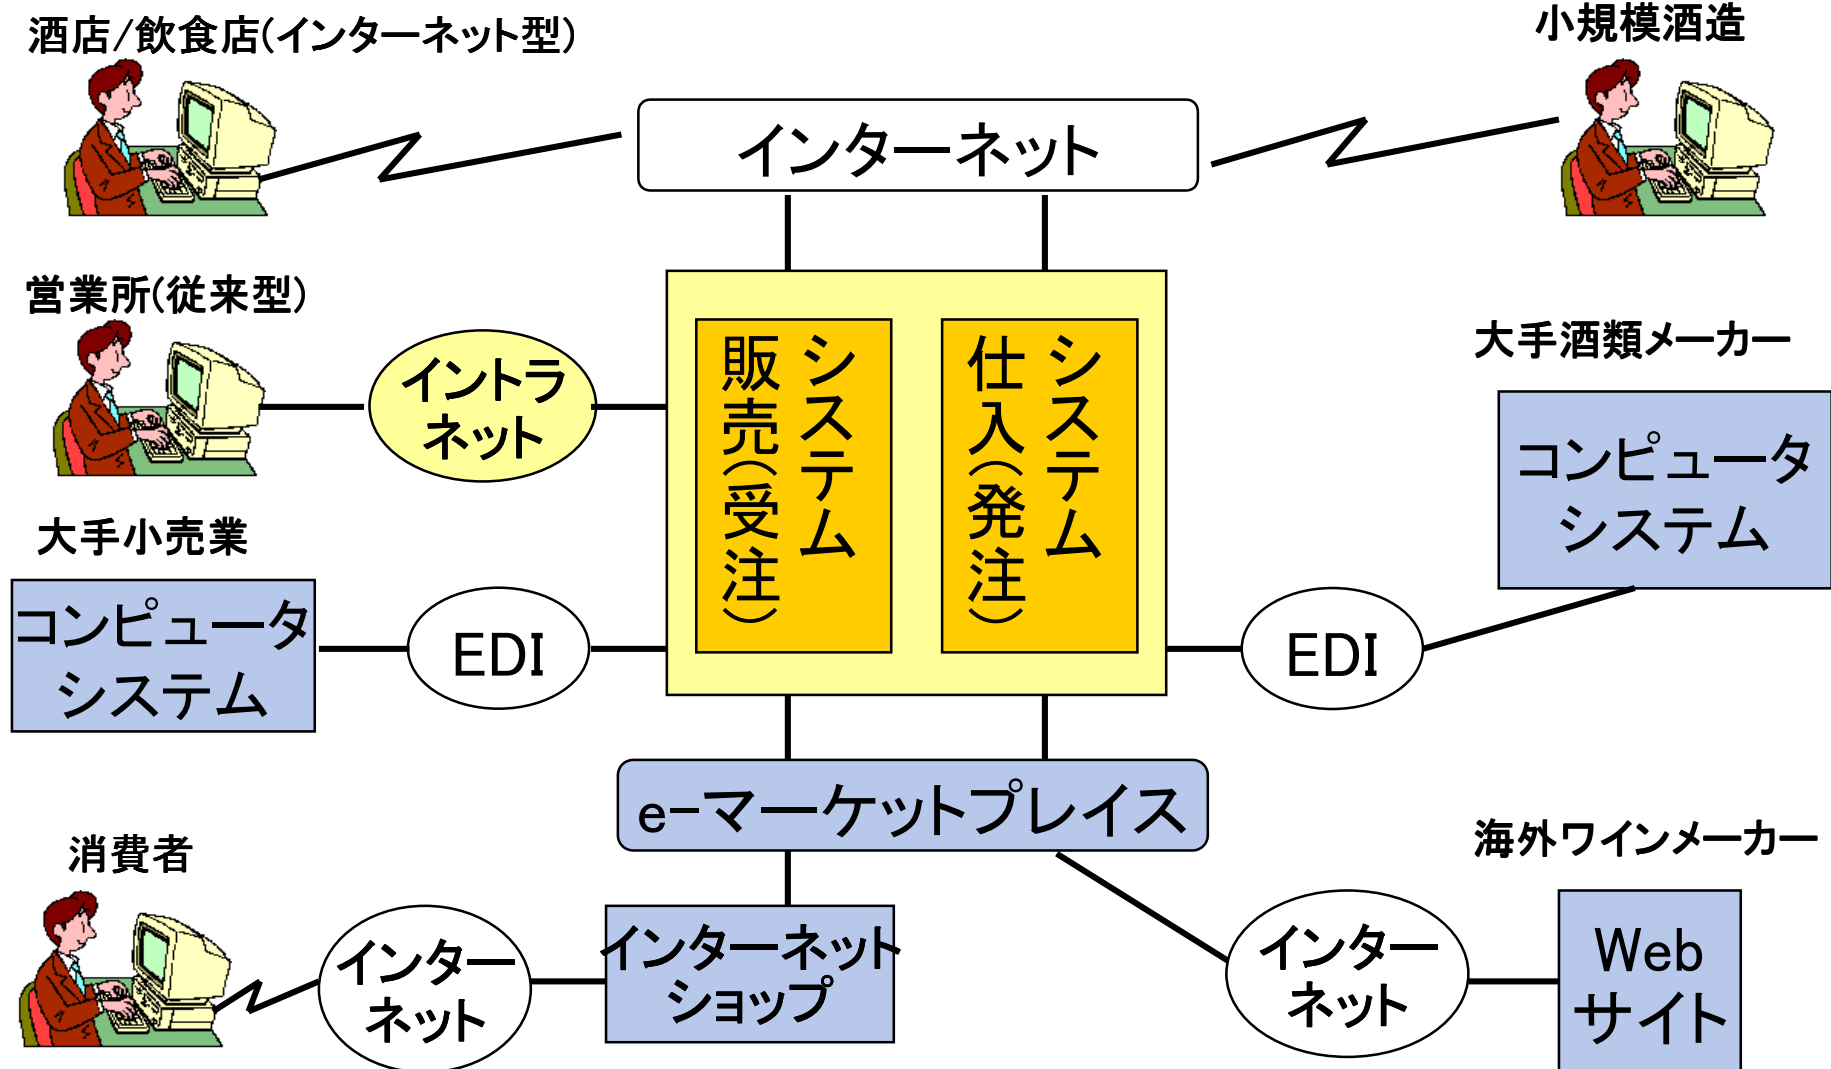 酒店/飲食店(インターネット型)
小規模酒造
インターネット
営業所(従来型)
イントラ
ネット
販売(受注)
システム
仕入(発注)
システム
大手酒類メーカー
コンピュータ
システム
大手小売業
コンピュータ
システム
EDI
EDI
e-マーケットプレイス
消費者
インター
ネット
インターネット
ショップ
海外ワインメーカー
インター
ネット
Web
サイト